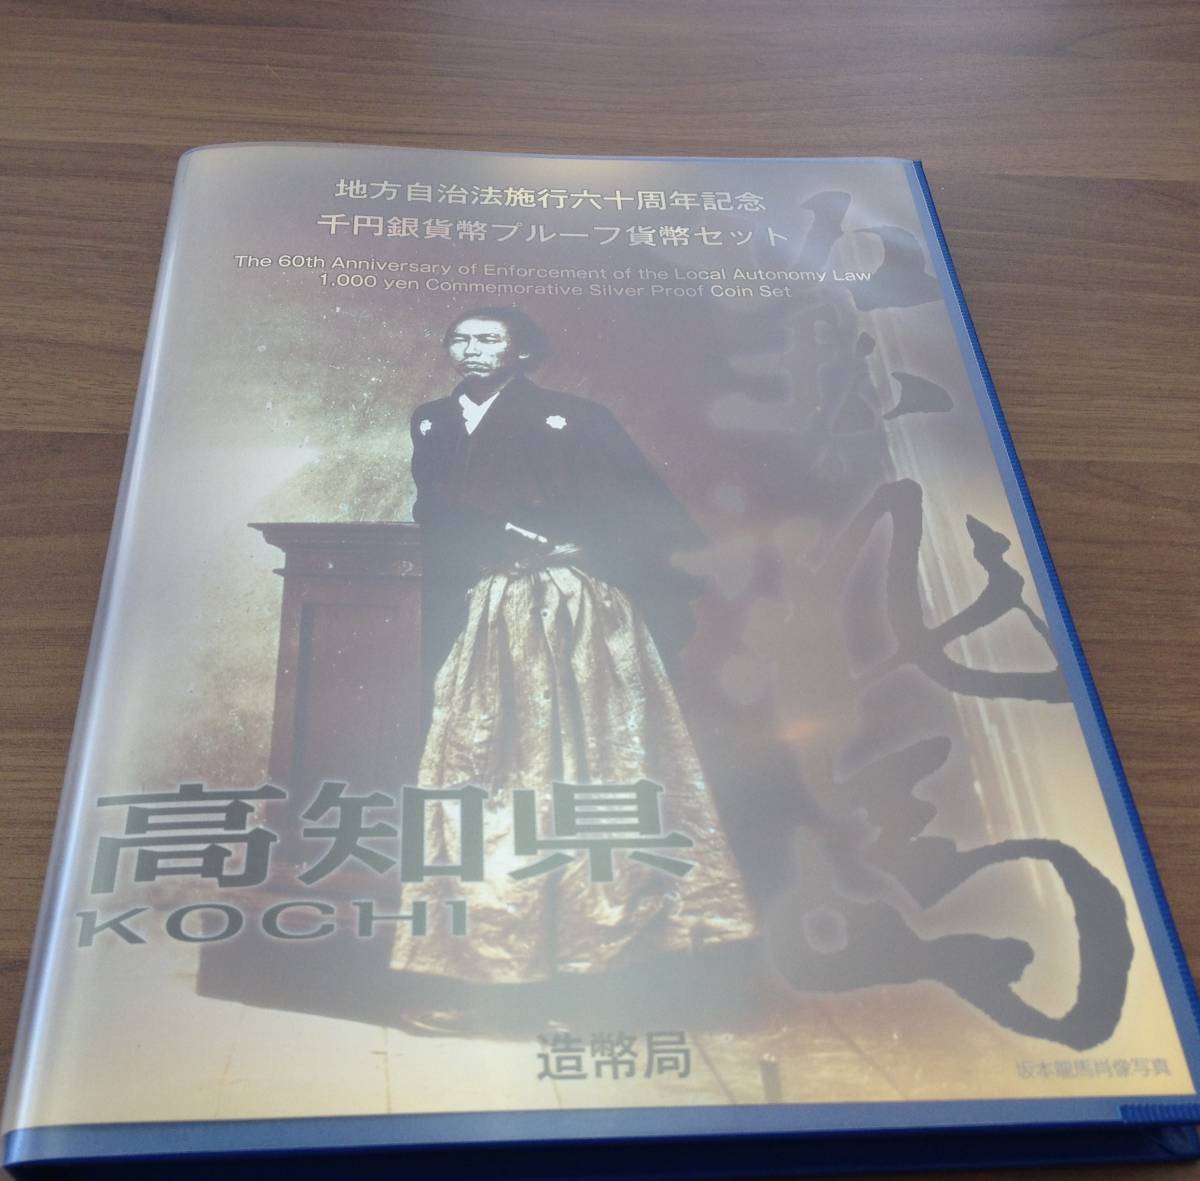 地方自治法施行六十周年記念
千円銀貨幣プルーフ貨幣セット
The 60th Anniversary of Enforcement of the Local Autonomy Law
1,000 yen Commemorative Silver Proof Coin Set
高知県
KOCHI
造幣局
坂本龍馬肖像写真